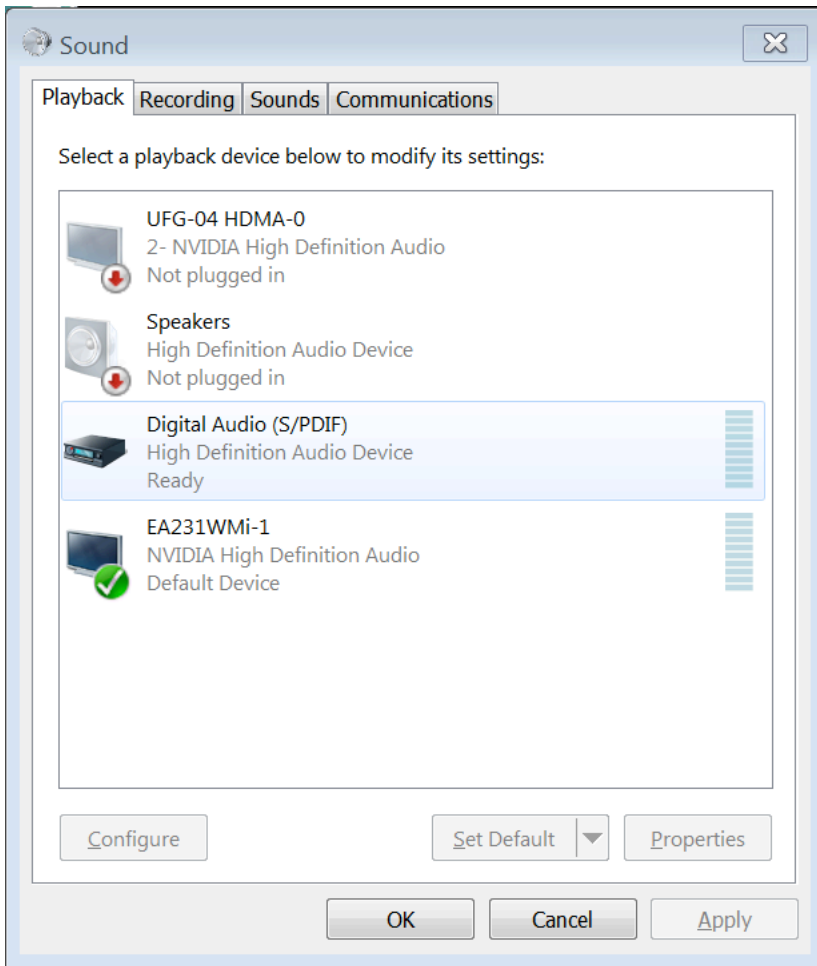 Sound
Playback Recording Sounds Communications
Select a playback device below to modify its settings:
UFG-04 HDMA-0
2- NVIDIA High Definition Audio
Not plugged in
Speakers
High Definition Audio Device
Not plugged in
Digital Audio (S/PDIF)
High Definition Audio Device
Ready
EA231WMi-1
NVIDIA High Definition Audio
Default Device
Configure Set Default Properties
OK Cancel Apply